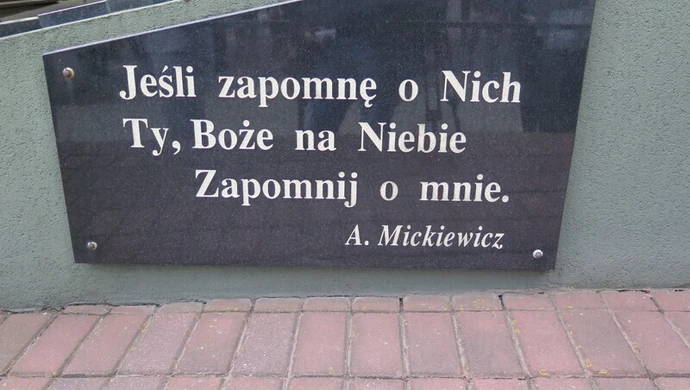 Jeśli zapomnę o Nich
Ty, Boże na Niebie
Zapomnij o mnie.
A. Mickiewicz